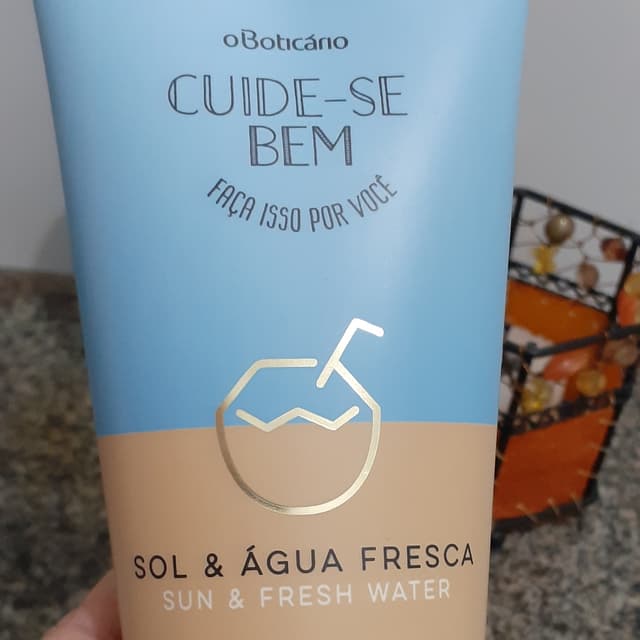 oBoticário
CUIDE-SE
BEM
FAÇA ISSO POR VOCÊ
SOL & ÁGUA FRESCA
SUN & FRESH WATER